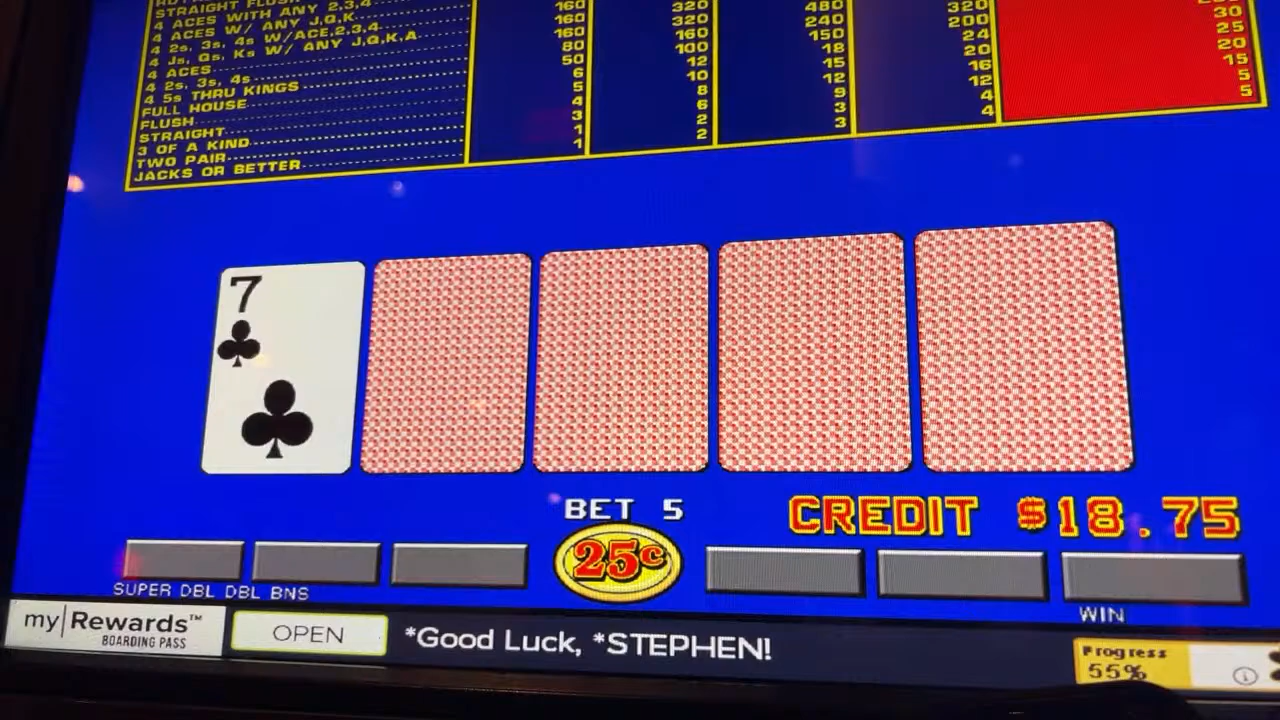 STRAIGHT FLUSH
4 ACES WITH ANY 2,3,4
4 ACES W/ ANY J,Q,K
4 2s, 3s, 4s W/ACE,2,3,4
4 Js, Qs, Ks W/ ANY J,Q,K,A
4 ACES
4 2s, 3s, 4s
4 5s THRU KINGS
FULL HOUSE
FLUSH
STRAIGHT
3 OF A KIND
TWO PAIR
JACKS OR BETTER
160 320 480 320
160 320 240 200
160 160 150 24 30
80 100 18 20 25
50 12 15 16 20
6 10 12 12 15
5 8 9 4 5
4 6 3 4 5
3 2 3
1 2
1
7
BET 5
CREDIT $18.75
25¢
SUPER DBL DBL BNS
WIN
my|Rewards™
BOARDING PASS
OPEN
*Good Luck, *STEPHEN!
Progress
55%